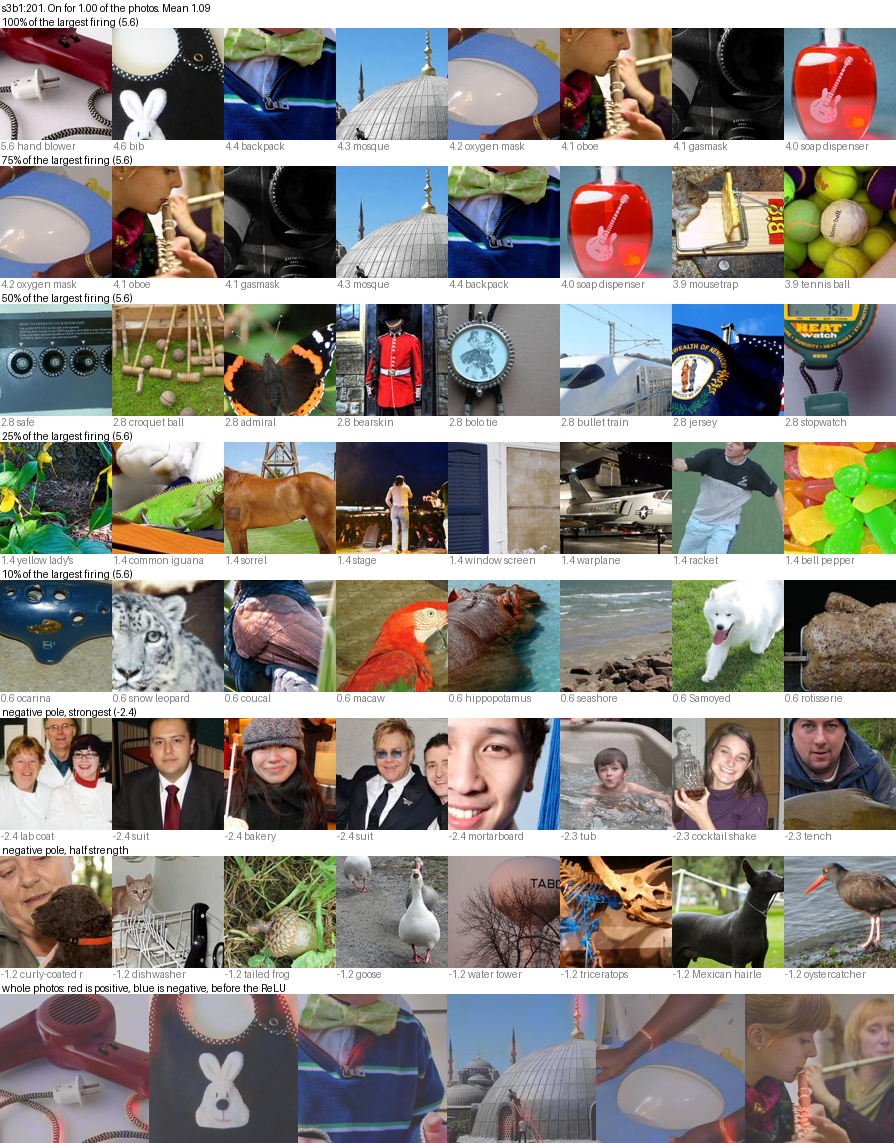 s3b1:201. On for 1.00 of the photos. Mean 1.09
100% of the largest firing (5.6)
5.6 hand blower
4.6 bib
4.4 backpack
4.3 mosque
4.2 oxygen mask
4.1 oboe
4.1 gasmask
4.0 soap dispenser
75% of the largest firing (5.6)
Snowball
4.2 oxygen mask
4.1 oboe
4.1 gasmask
4.3 mosque
4.4 backpack
4.0 soap dispenser
3.9 mousetrap
3.9 tennis ball
50% of the largest firing (5.6)
75°F
HEAT
watch
2.8 safe
2.8 croquet ball
2.8 admiral
2.8 bearskin
2.8 bolo tie
2.8 bullet train
2.8 jersey
2.8 stopwatch
25% of the largest firing (5.6)
1.4 yellow lady's
1.4 common iguana
1.4 sorrel
1.4 stage
1.4 window screen
1.4 warplane
1.4 racket
1.4 bell pepper
10% of the largest firing (5.6)
0.6 ocarina
0.6 snow leopard
0.6 coucal
0.6 macaw
0.6 hippopotamus
0.6 seashore
0.6 Samoyed
0.6 rotisserie
negative pole, strongest (-2.4)
-2.4 lab coat
-2.4 suit
-2.4 bakery
-2.4 suit
-2.4 mortarboard
-2.3 tub
-2.3 cocktail shake
-2.3 tench
negative pole, half strength
TABO
-1.2 curly-coated r
-1.2 dishwasher
-1.2 tailed frog
-1.2 goose
-1.2 water tower
-1.2 triceratops
-1.2 Mexican hairle
-1.2 oystercatcher
whole photos: red is positive, blue is negative, before the ReLU